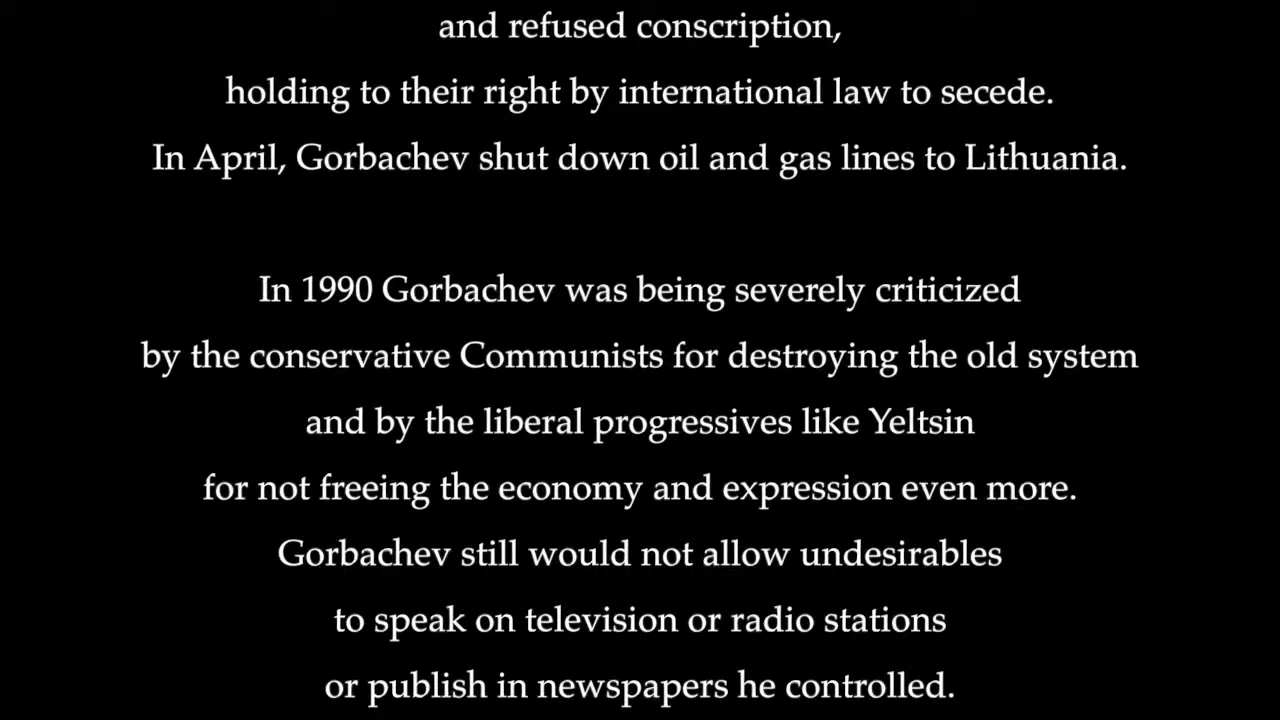 and refused conscription,
holding to their right by international law to secede.
In April, Gorbachev shut down oil and gas lines to Lithuania.
In 1990 Gorbachev was being severely criticized
by the conservative Communists for destroying the old system
and by the liberal progressives like Yeltsin
for not freeing the economy and expression even more.
Gorbachev still would not allow undesirables
to speak on television or radio stations
or publish in newspapers he controlled.